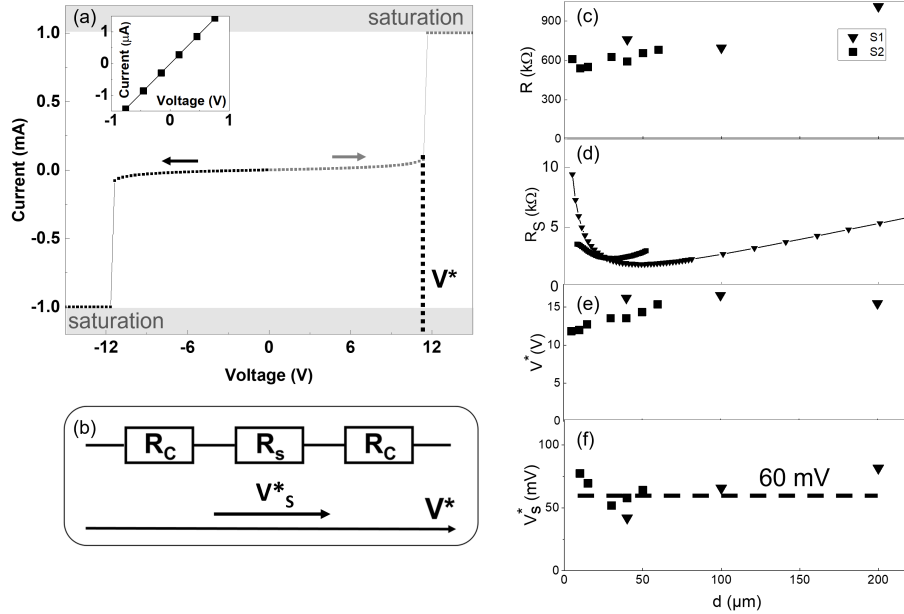 (a)
saturation
1.0
0.5
0.0
-0.5
-1.0
Current (mA)
1
0
-1
Current (µA)
Voltage (V)
-1
0
1
V*
saturation
-12
-6
0
6
12
Voltage (V)
(b)
R_C
R_s
R_C
V*_S
V*
(c)
900
600
300
0
R (kΩ)
S1
S2
(d)
10
5
0
R_S (kΩ)
(e)
15
10
5
0
V* (V)
(f)
100
50
0
V_s* (mV)
60 mV
0
50
100
150
200
d (µm)